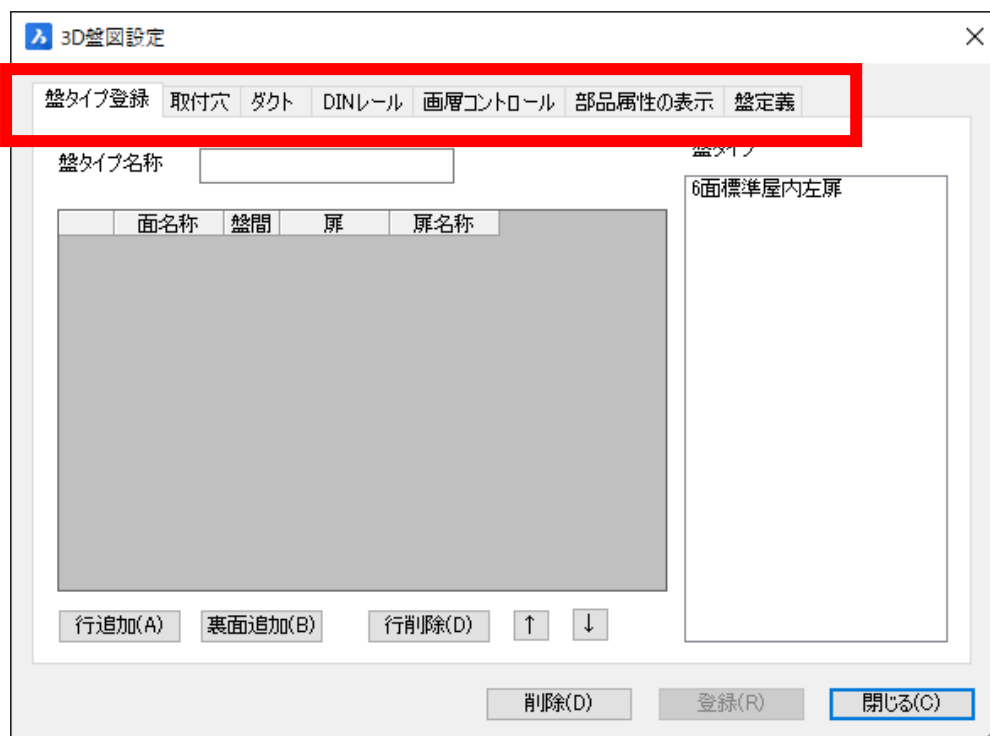 3D盤図設定
盤タイプ登録 取付穴 ダクト DINレール 画層コントロール 部品属性の表示 盤定義
盤タイプ名称
盤タイプ
6面標準屋内左扉
面名称 盤間 扉 扉名称
行追加(A) 裏面追加(B) 行削除(D) ↑ ↓
削除(D) 登録(R) 閉じる(C)